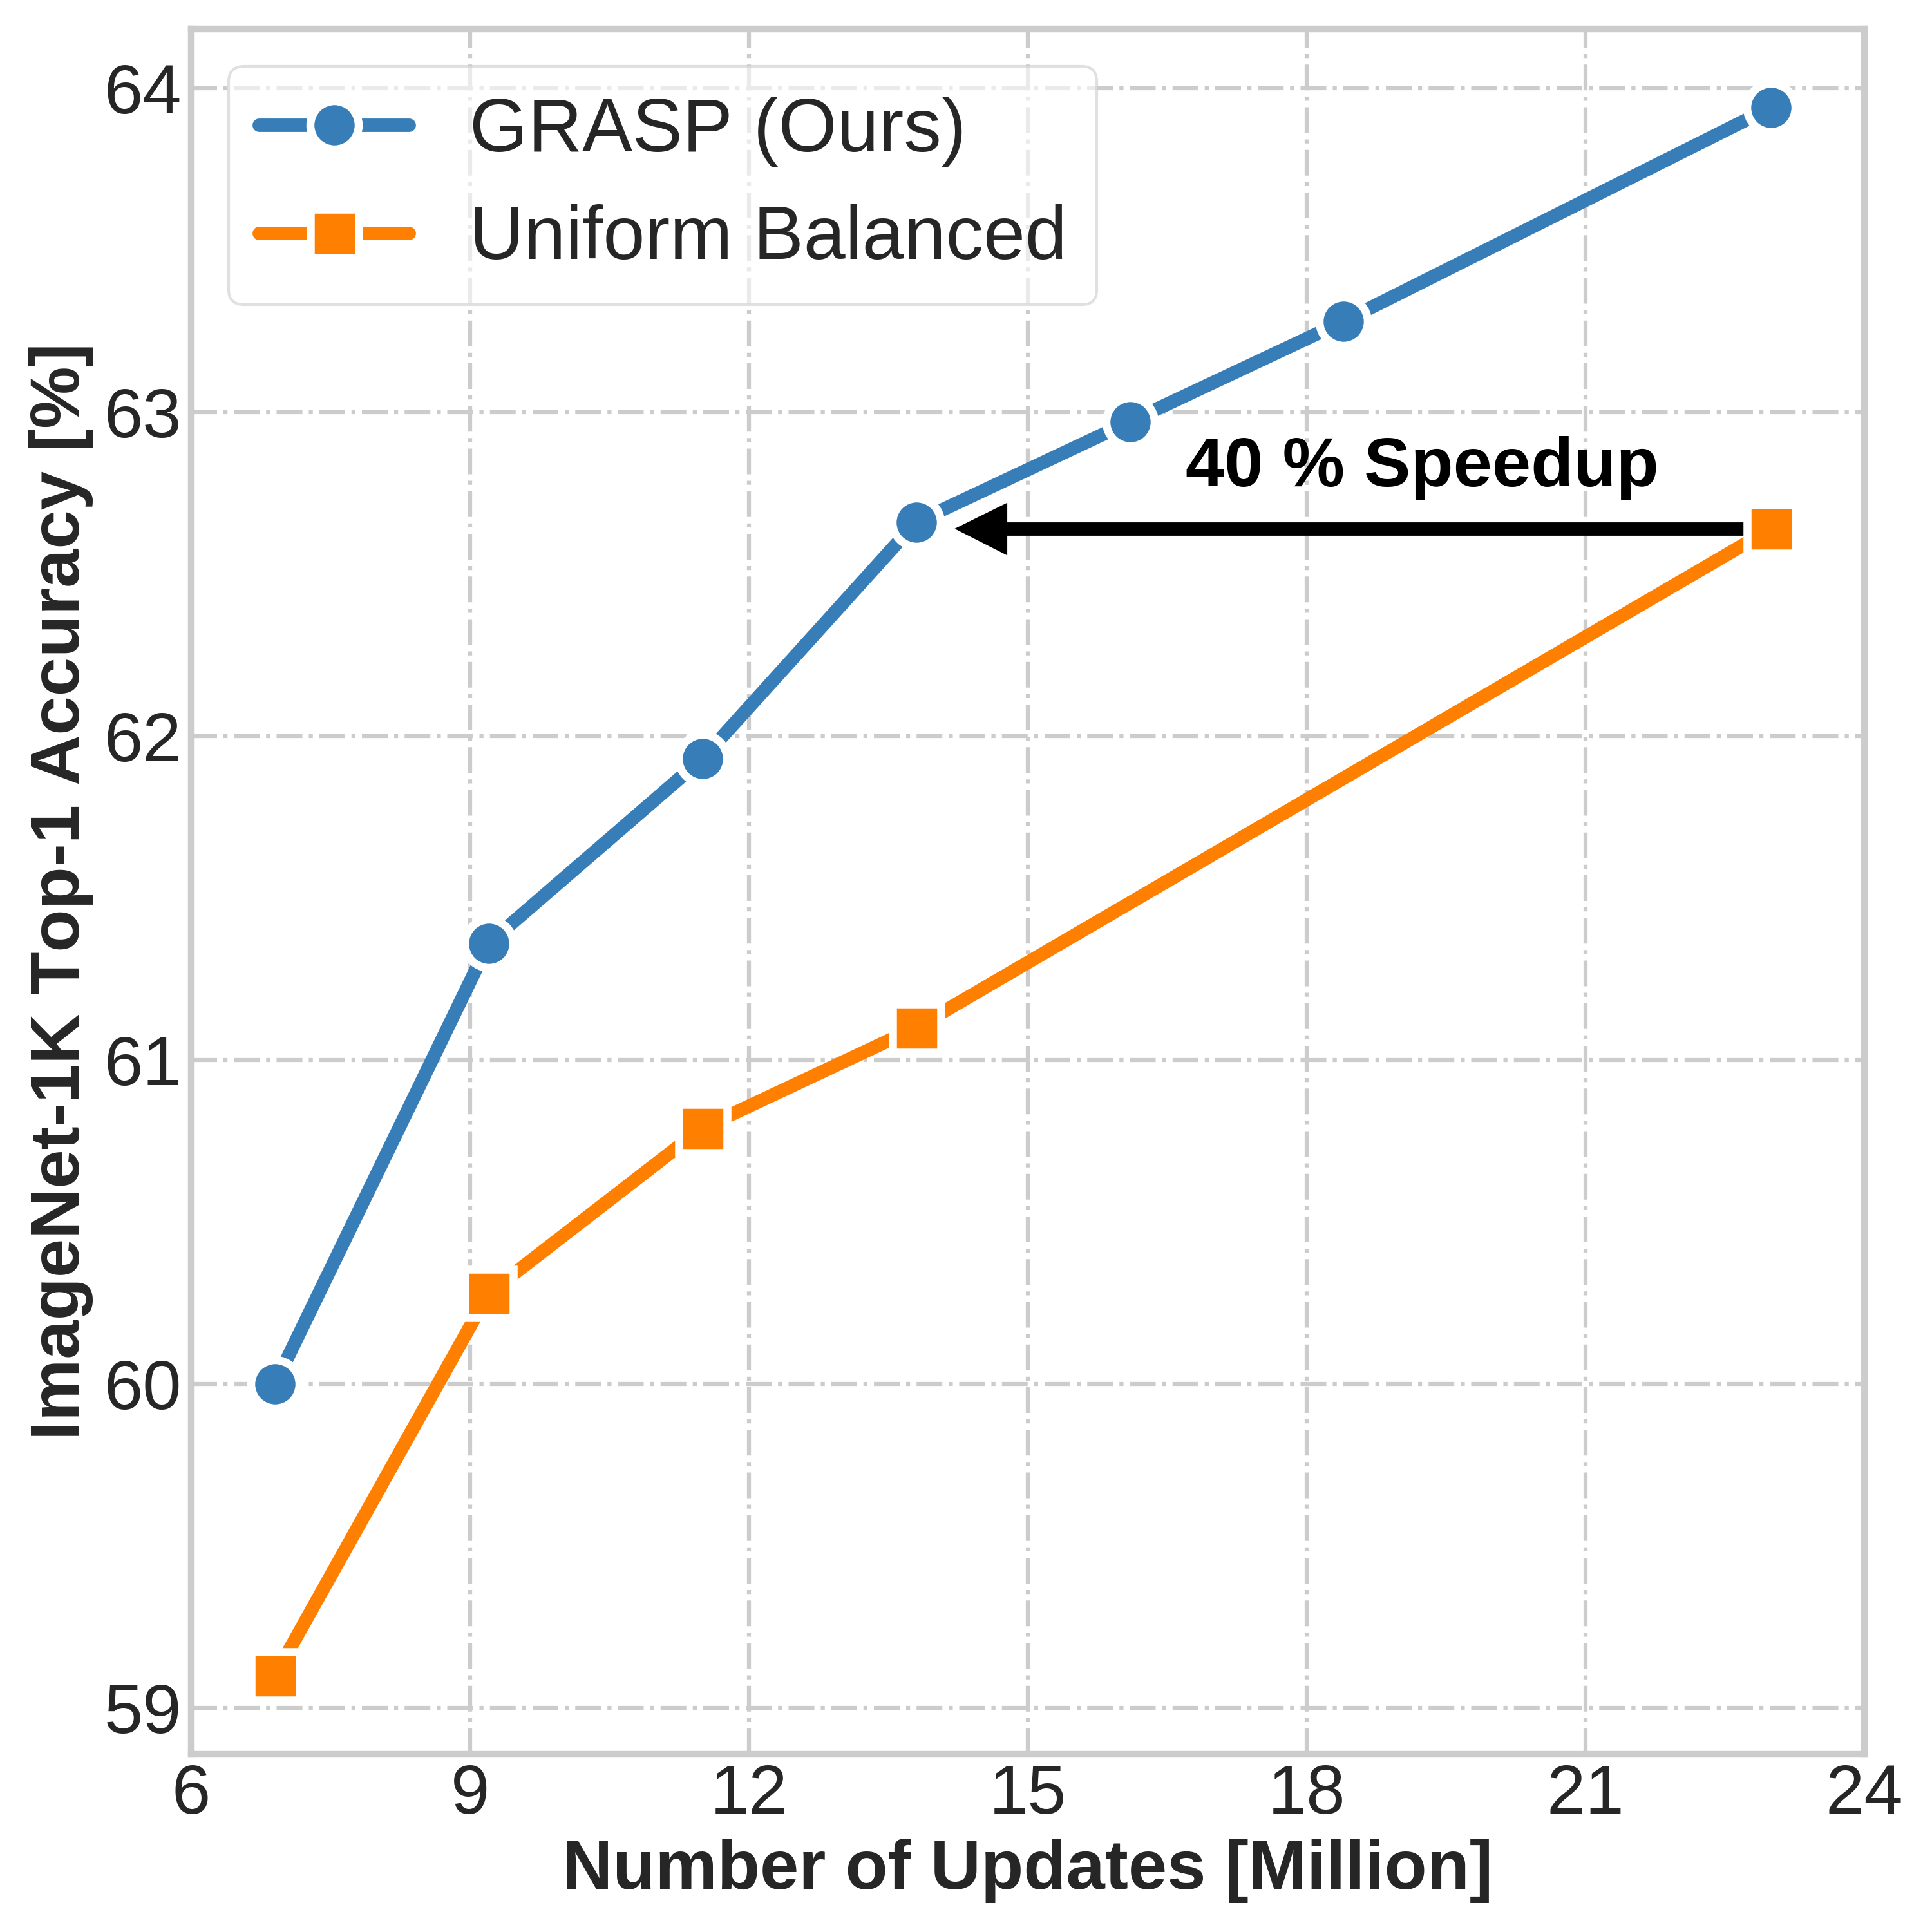 GRASP (Ours)
Uniform Balanced
40 % Speedup
ImageNet-1K Top-1 Accuracy [%]
64
63
62
61
60
59
6 9 12 15 18 21 24
Number of Updates [Million]